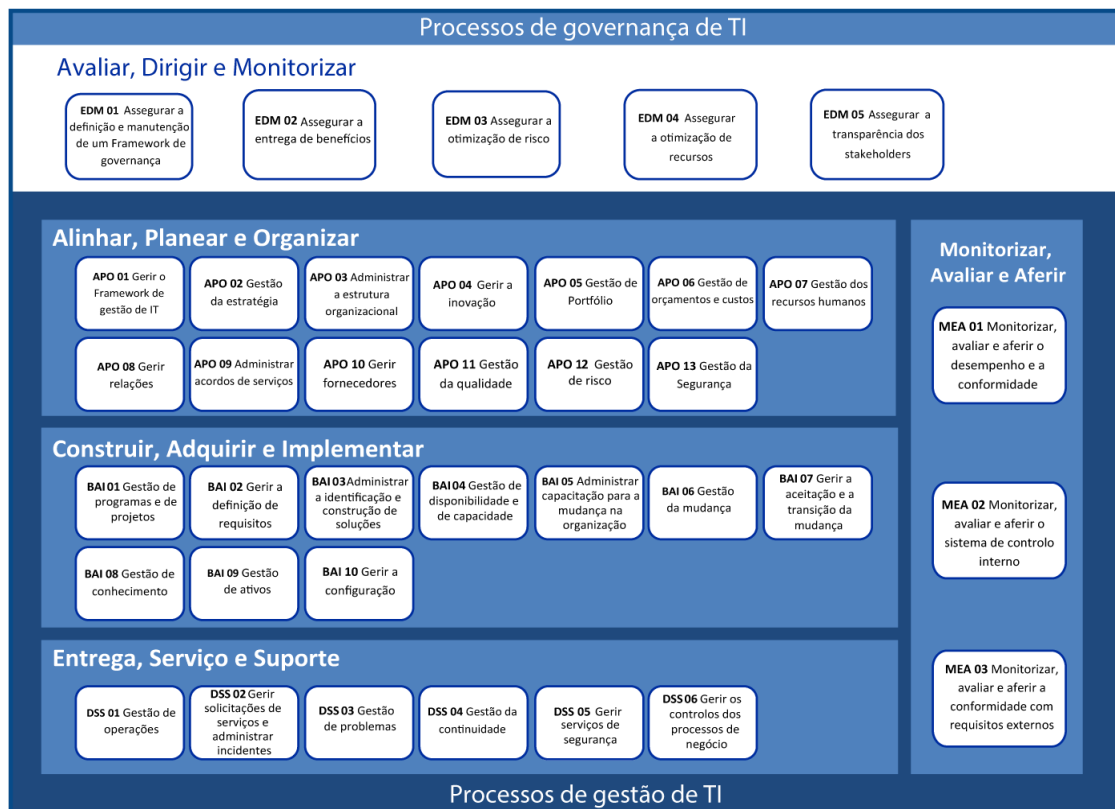 Processos de governança de TI
Avaliar, Dirigir e Monitorizar
EDM 01 Assegurar a
definição e manutenção
de um Framework de
governança
EDM 02 Assegurar a
entrega de benefícios
EDM 03 Assegurar a
otimização de risco
EDM 04 Assegurar
a otimização de
recursos
EDM 05 Assegurar a
transparência dos
stakeholders
Alinhar, Planear e Organizar
APO 01 Gerir o
Framework de
gestão de IT
APO 02 Gestão
da estratégia
APO 03 Administrar
a estrutura
organizacional
APO 04 Gerir a
inovação
APO 05 Gestão de
Portfólio
APO 06 Gestão de
orçamentos e custos
APO 07 Gestão dos
recursos humanos
APO 08 Gerir
relações
APO 09 Administrar
acordos de serviços
APO 10 Gerir
fornecedores
APO 11 Gestão
da qualidade
APO 12 Gestão
de risco
APO 13 Gestão da
Segurança
Construir, Adquirir e Implementar
BAI 01 Gestão de
programas e de
projetos
BAI 02 Gerir a
definição de
requisitos
BAI 03 Administrar
a identificação e
construção de
soluções
BAI 04 Gestão de
disponibilidade e
de capacidade
BAI 05 Administrar
capacitação para a
mudança na
organização
BAI 06 Gestão
da mudança
BAI 07 Gerir a
aceitação e a
transição da
mudança
BAI 08 Gestão de
conhecimento
BAI 09 Gestão
de ativos
BAI 10 Gerir a
configuração
Entrega, Serviço e Suporte
DSS 01 Gestão de
operações
DSS 02 Gerir
solicitações de
serviços e
administrar
incidentes
DSS 03 Gestão
de problemas
DSS 04 Gestão da
continuidade
DSS 05 Gerir
serviços de
segurança
DSS 06 Gerir os
controlos dos
processos de
negócio
Monitorizar,
Avaliar e Aferir
MEA 01 Monitorizar,
avaliar e aferir o
desempenho e a
conformidade
MEA 02 Monitorizar,
avaliar e aferir o
sistema de controlo
interno
MEA 03 Monitorizar,
avaliar e aferir a
conformidade com
requisitos externos
Processos de gestão de TI